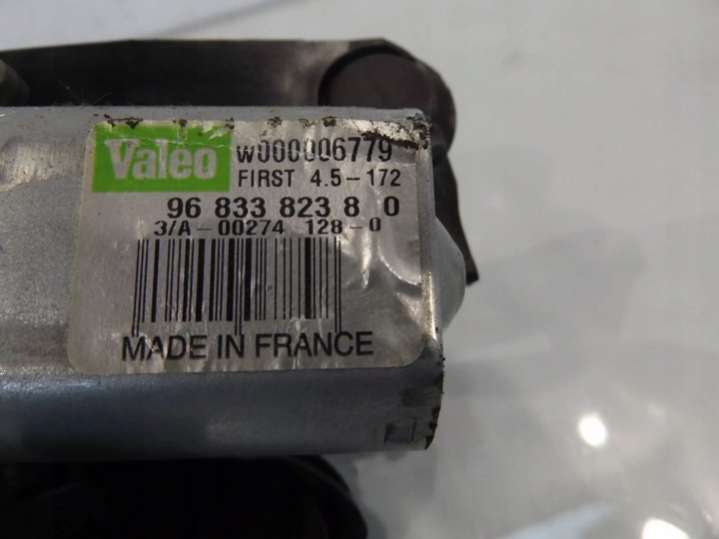 Valeo
w000006779
FIRST 4.5-172
96 833 823 8 0
3/A-00274 128-0
MADE IN FRANCE